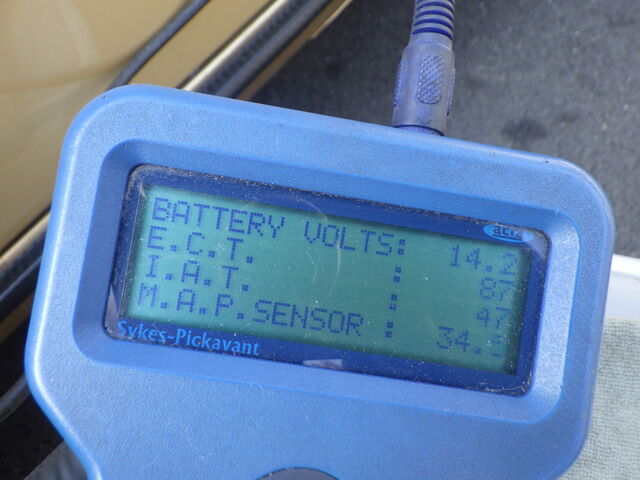 BATTERY VOLTS: 14.2
E.C.T. : 87
I.A.T. : 47
M.A.P.SENSOR : 34.
Sykes-Pickavant